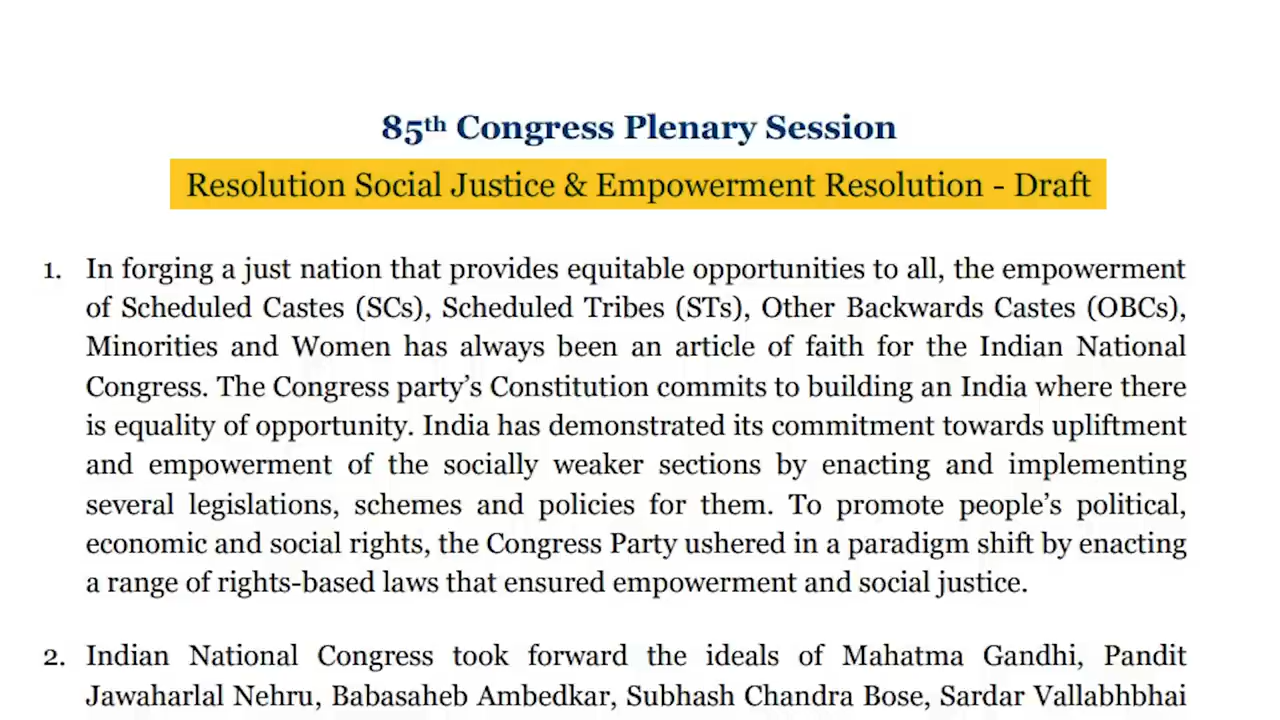 85th Congress Plenary Session
Resolution Social Justice & Empowerment Resolution - Draft
1. In forging a just nation that provides equitable opportunities to all, the empowerment
of Scheduled Castes (SCs), Scheduled Tribes (STs), Other Backwards Castes (OBCs),
Minorities and Women has always been an article of faith for the Indian National
Congress. The Congress party’s Constitution commits to building an India where there
is equality of opportunity. India has demonstrated its commitment towards upliftment
and empowerment of the socially weaker sections by enacting and implementing
several legislations, schemes and policies for them. To promote people’s political,
economic and social rights, the Congress Party ushered in a paradigm shift by enacting
a range of rights-based laws that ensured empowerment and social justice.
2. Indian National Congress took forward the ideals of Mahatma Gandhi, Pandit
Jawaharlal Nehru, Babasaheb Ambedkar, Subhash Chandra Bose, Sardar Vallabhbhai